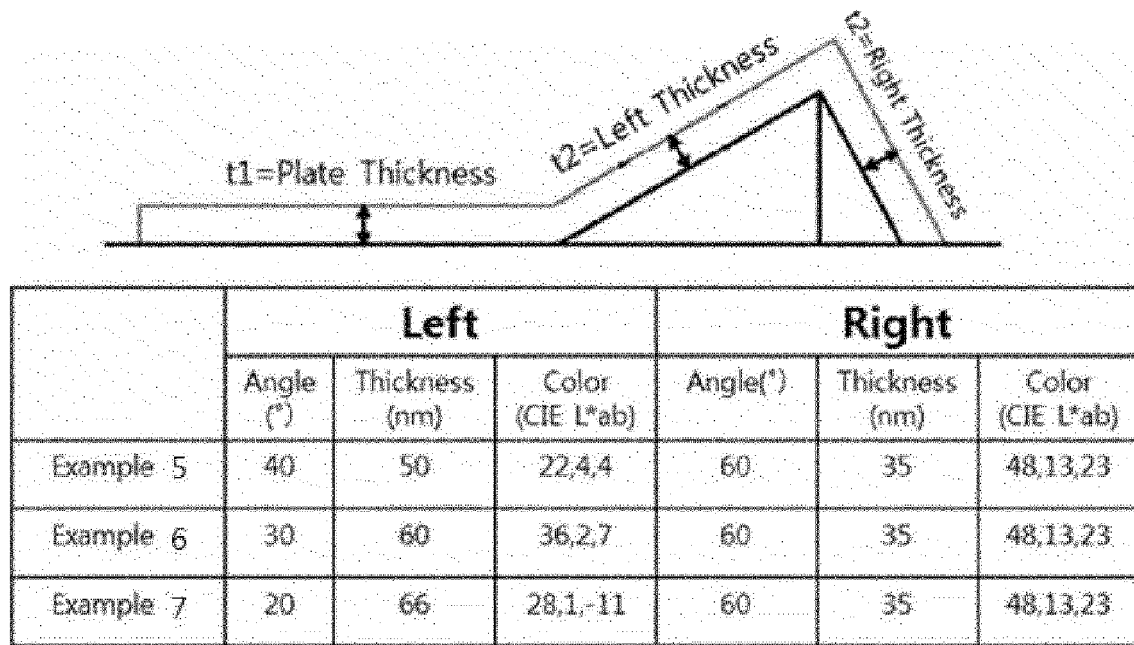 t2=Right Thickness
t2=Left Thickness
t1=Plate Thickness
Left Right
Angle (°) Thickness (nm) Color (CIE L*ab) Angle(°) Thickness (nm) Color (CIE L*ab)
Example 5 40 50 22,4,4 60 35 48,13,23
Example 6 30 60 36,2,7 60 35 48,13,23
Example 7 20 66 28,1,-11 60 35 48,13,23